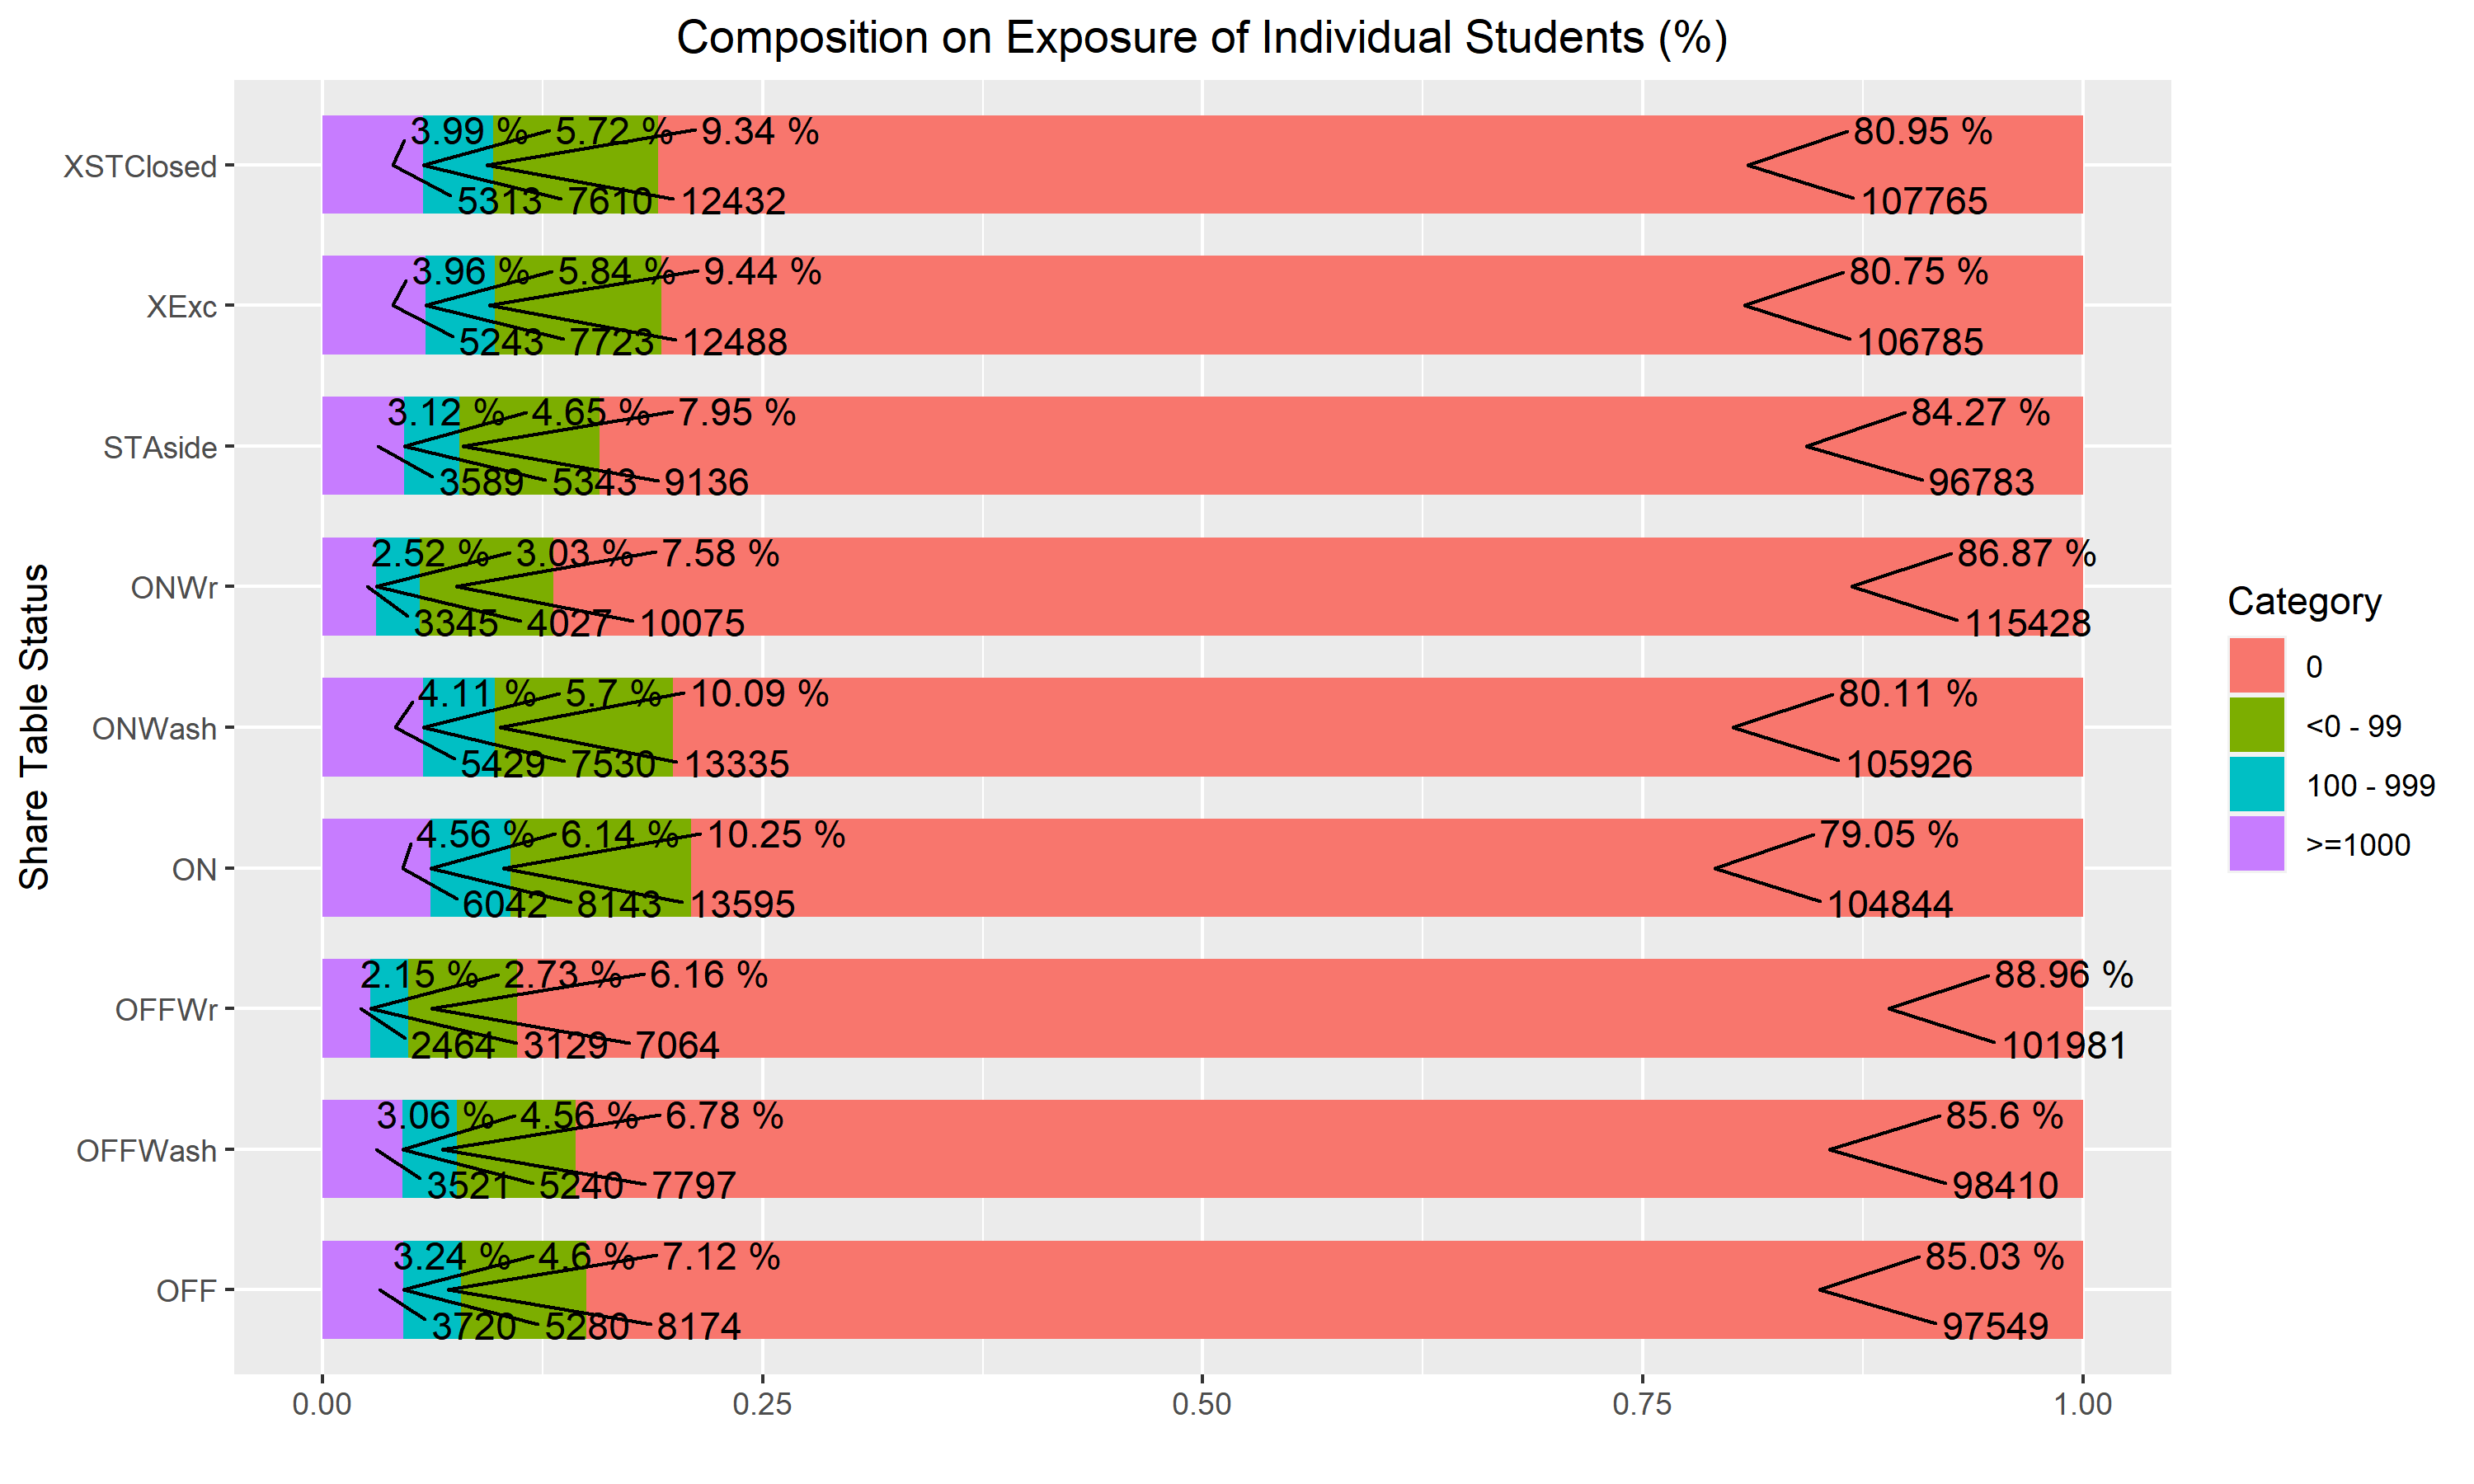 Composition on Exposure of Individual Students (%)
Share Table Status
XSTClosed
3.99 % 5.72 % 9.34 % 80.95 %
5313 7610 12432 107765
XExc
3.96 % 5.84 % 9.44 % 80.75 %
5243 7723 12488 106785
STAside
3.12 % 4.65 % 7.95 % 84.27 %
3589 5343 9136 96783
ONWr
2.52 % 3.03 % 7.58 % 86.87 %
3345 4027 10075 115428
ONWash
4.11 % 5.7 % 10.09 % 80.11 %
5429 7530 13335 105926
ON
4.56 % 6.14 % 10.25 % 79.05 %
6042 8143 13595 104844
OFFWr
2.15 % 2.73 % 6.16 % 88.96 %
2464 3129 7064 101981
OFFWash
3.06 % 4.56 % 6.78 % 85.6 %
3521 5240 7797 98410
OFF
3.24 % 4.6 % 7.12 % 85.03 %
3720 5280 8174 97549
0.00 0.25 0.50 0.75 1.00
Category
0
<0 - 99
100 - 999
>=1000